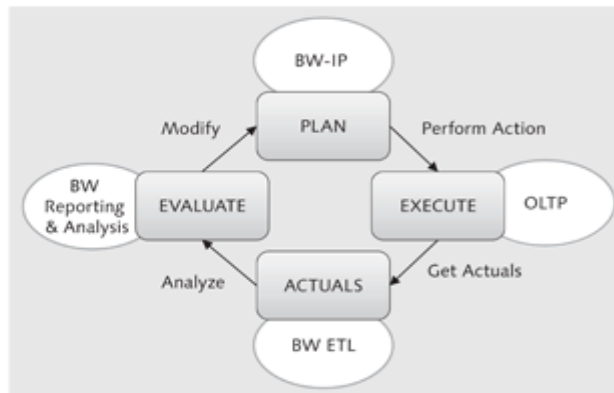 BW-IP
PLAN
Modify
Perform Action
BW
Reporting
& Analysis
EVALUATE
EXECUTE
OLTP
Analyze
Get Actuals
ACTUALS
BW ETL